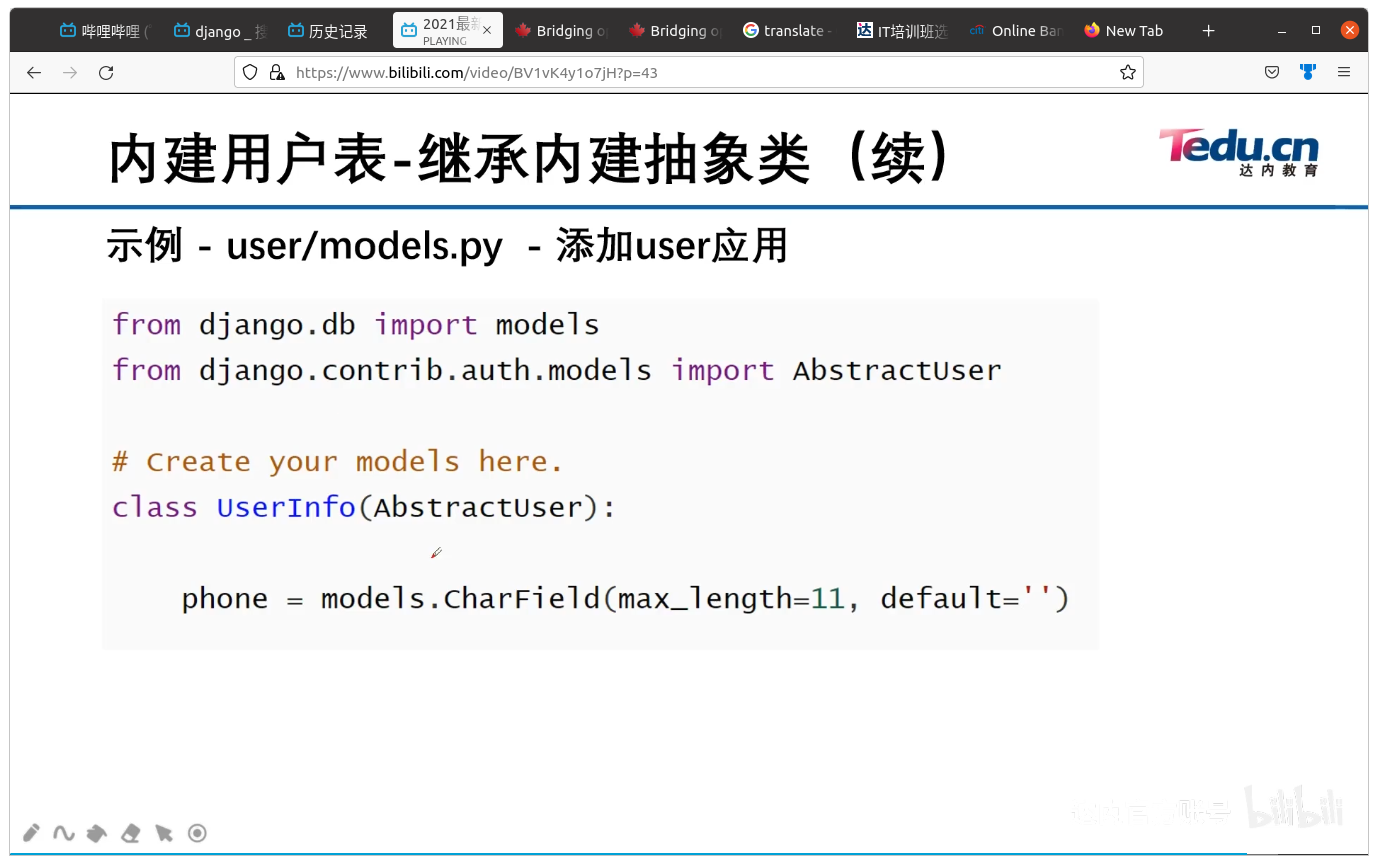 哔哩哔哩 (
django _ 搜
历史记录
2021最新
PLAYING
Bridging o
Bridging o
translate -
IT培训班选
citi
Online Ban
New Tab
https://www.bilibili.com/video/BV1vK4y1o7jH?p=43
内建用户表-继承内建抽象类（续）
Tedu.cn
达内教育
示例 - user/models.py - 添加user应用
from django.db import models
from django.contrib.auth.models import AbstractUser
# Create your models here.
class UserInfo(AbstractUser):
phone = models.CharField(max_length=11, default='')
bilibili